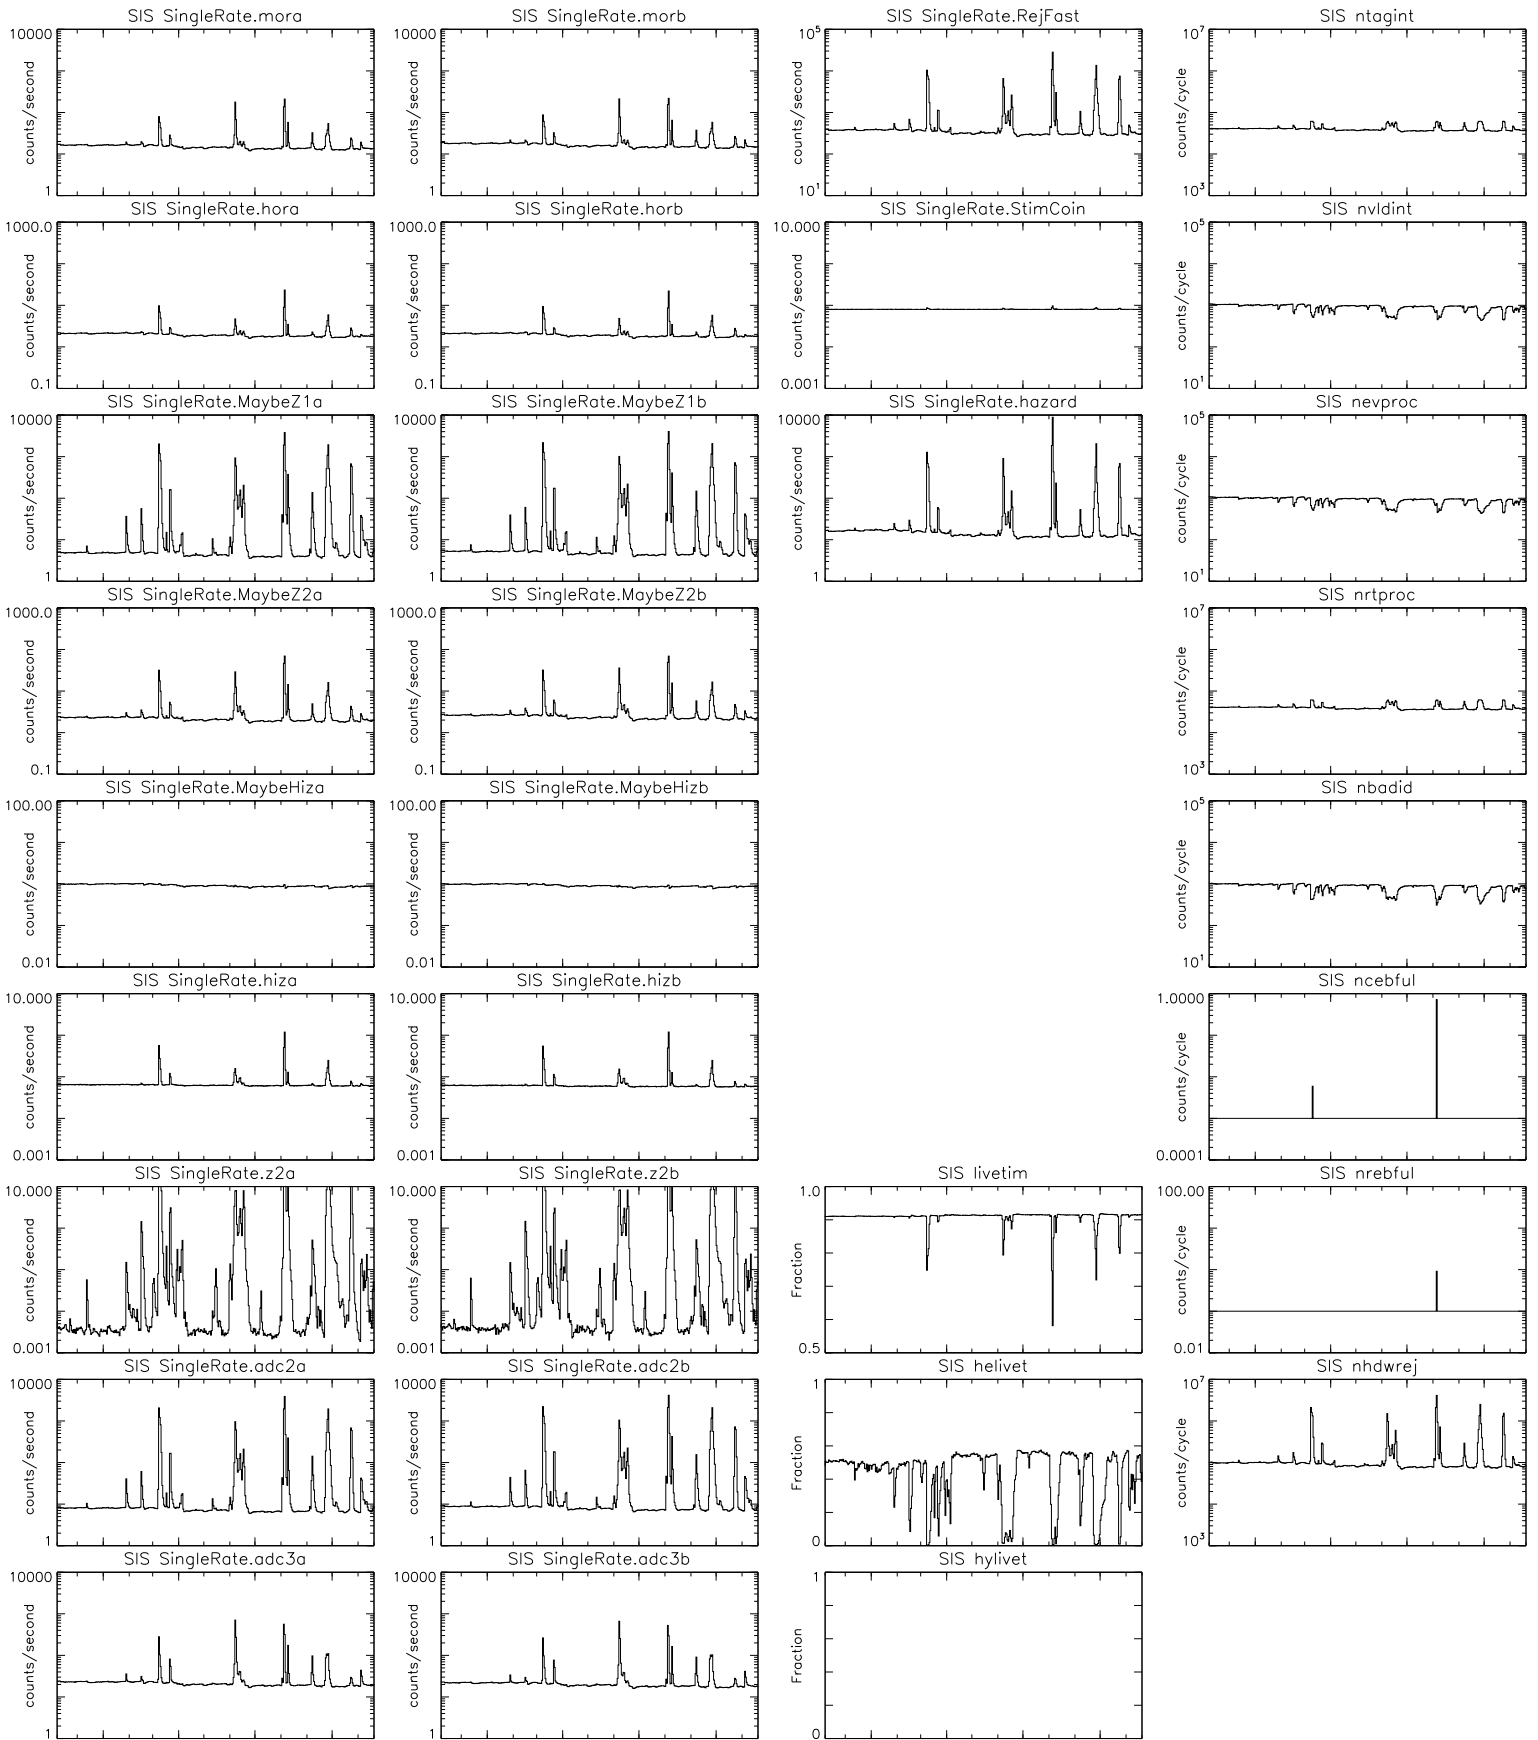 SIS SingleRate.mora
10000
counts/second
1
SIS SingleRate.morb
10000
counts/second
1
SIS SingleRate.RejFast
10^5
counts/second
10^1
SIS ntagint
10^7
counts/cycle
10^3
SIS SingleRate.hora
1000.0
counts/second
0.1
SIS SingleRate.horb
1000.0
counts/second
0.1
SIS SingleRate.StimCoin
10.000
counts/second
0.001
SIS nvldint
10^5
counts/cycle
10^1
SIS SingleRate.MaybeZ1a
10000
counts/second
1
SIS SingleRate.MaybeZ1b
10000
counts/second
1
SIS SingleRate.hazard
10000
counts/second
1
SIS nevproc
10^5
counts/cycle
10^1
SIS SingleRate.MaybeZ2a
1000.0
counts/second
0.1
SIS SingleRate.MaybeZ2b
1000.0
counts/second
0.1
SIS nrtproc
10^7
counts/cycle
10^3
SIS SingleRate.MaybeHiza
100.00
counts/second
0.01
SIS SingleRate.MaybeHizb
100.00
counts/second
0.01
SIS nbadid
10^5
counts/cycle
10^1
SIS SingleRate.hiza
10.000
counts/second
0.001
SIS SingleRate.hizb
10.000
counts/second
0.001
SIS ncebful
1.0000
counts/cycle
0.0001
SIS SingleRate.z2a
10.000
counts/second
0.001
SIS SingleRate.z2b
10.000
counts/second
0.001
SIS livetim
1.0
Fraction
0.5
SIS nrebful
100.00
counts/cycle
0.01
SIS SingleRate.adc2a
10000
counts/second
1
SIS SingleRate.adc2b
10000
counts/second
1
SIS helivet
1
Fraction
0
SIS nhdwrej
10^7
counts/cycle
10^3
SIS SingleRate.adc3a
10000
counts/second
1
SIS SingleRate.adc3b
10000
counts/second
1
SIS hylivet
1
Fraction
0